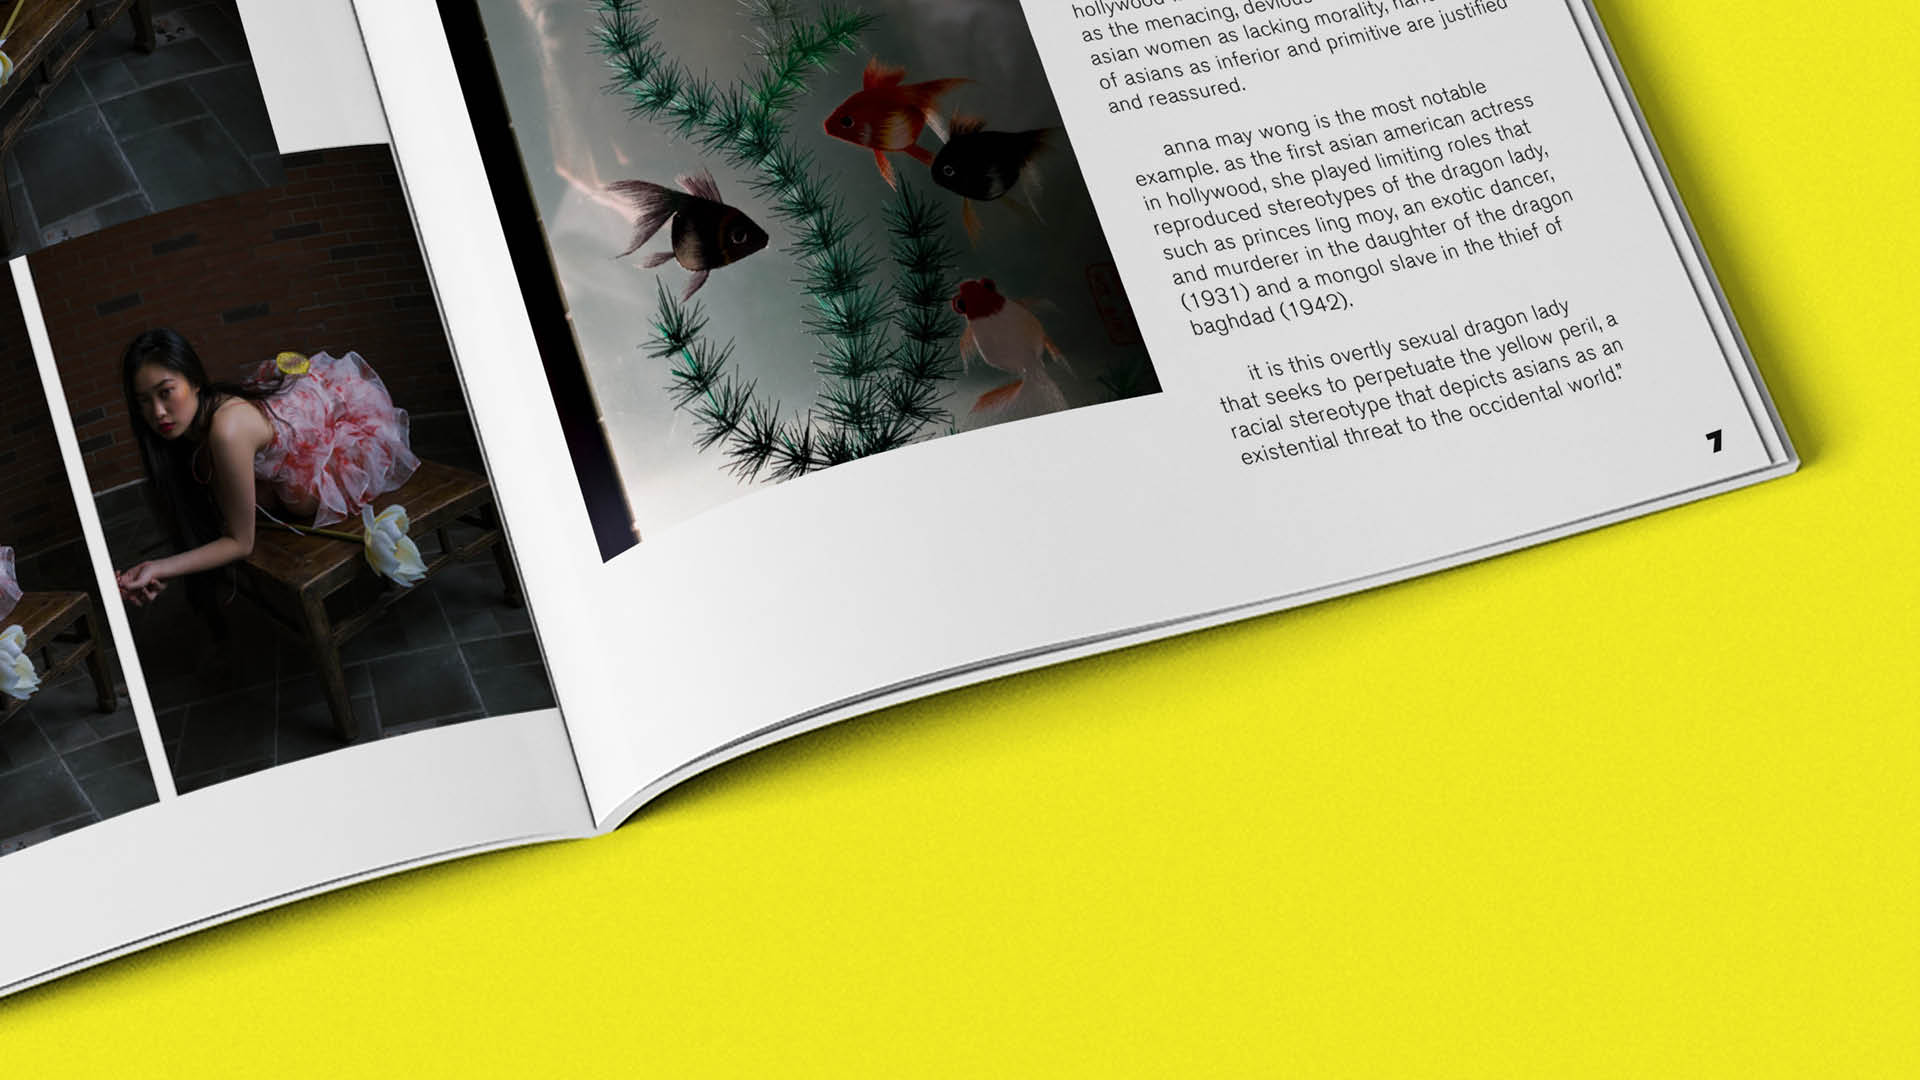 hollywood
as the menacing, devious
asian women as lacking morality,
of asians as inferior and primitive are justified
and reassured.
anna may wong is the most notable
example. as the first asian american actress
in hollywood, she played limiting roles that
reproduced stereotypes of the dragon lady,
such as princes ling moy, an exotic dancer,
and murderer in the daughter of the dragon
(1931) and a mongol slave in the thief of
baghdad (1942).
it is this overtly sexual dragon lady
that seeks to perpetuate the yellow peril, a
racial stereotype that depicts asians as an
existential threat to the occidental world."
7